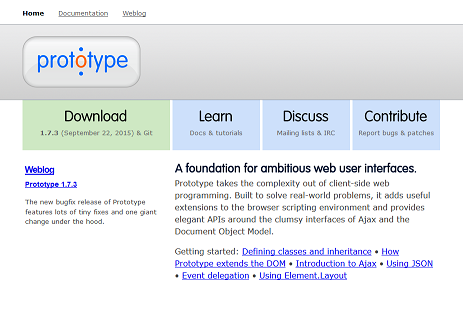 Home Documentation Weblog
prototype
Download Learn Discuss Contribute
1.7.3 (September 22, 2015) & Git Docs & tutorials Mailing lists & IRC Report bugs & patches
Weblog
Prototype 1.7.3
The new bugfix release of Prototype
features lots of tiny fixes and one giant
change under the hood.
A foundation for ambitious web user interfaces.
Prototype takes the complexity out of client-side web
programming. Built to solve real-world problems, it adds useful
extensions to the browser scripting environment and provides
elegant APIs around the clumsy interfaces of Ajax and the
Document Object Model.
Getting started: Defining classes and inheritance • How
Prototype extends the DOM • Introduction to Ajax • Using JSON
• Event delegation • Using Element.Layout